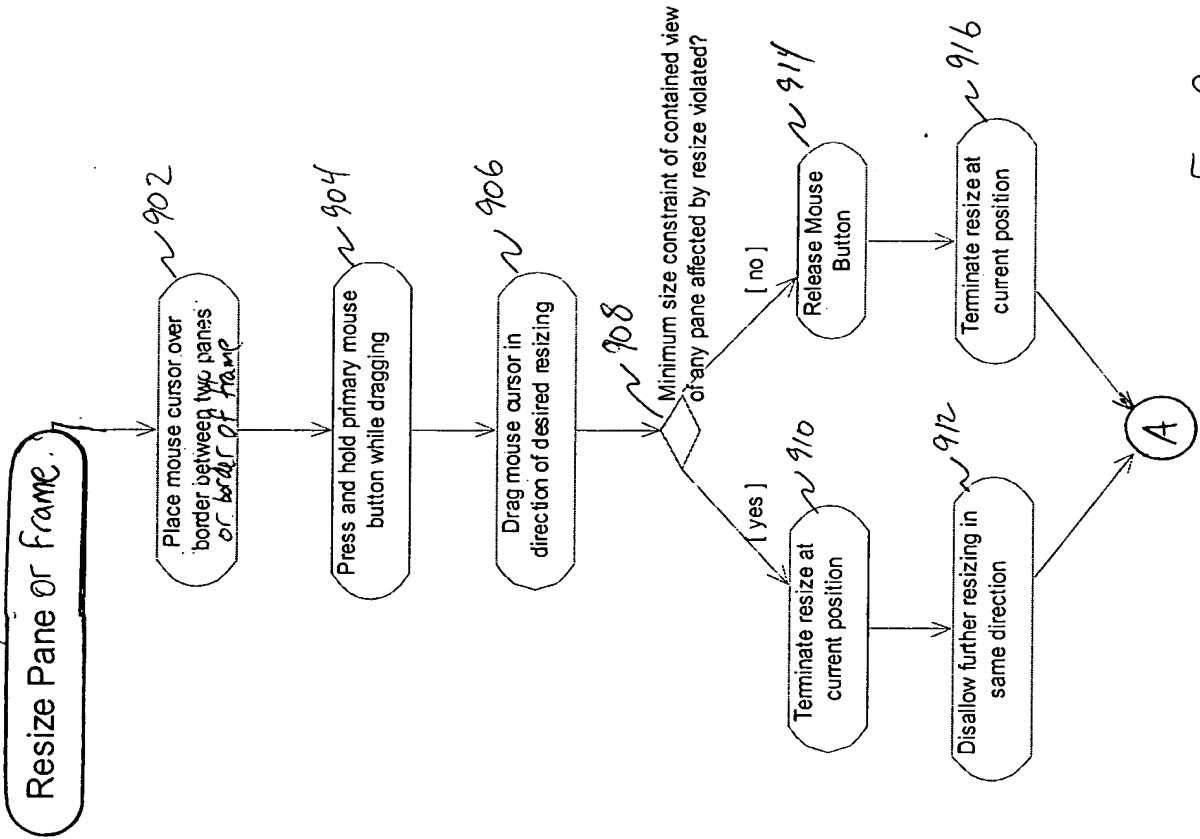 Resize Pane or Frame.
Place mouse cursor over
border between two panes
or border of frame
902
Press and hold primary mouse
button while dragging
904
Drag mouse cursor in
direction of desired resizing
906
908
Minimum size constraint of contained view
of any pane affected by resize violated?
[ yes ]
[ no ]
Terminate resize at
current position
910
Release Mouse
Button
914
Disallow further resizing in
same direction
912
Terminate resize at
current position
916
A